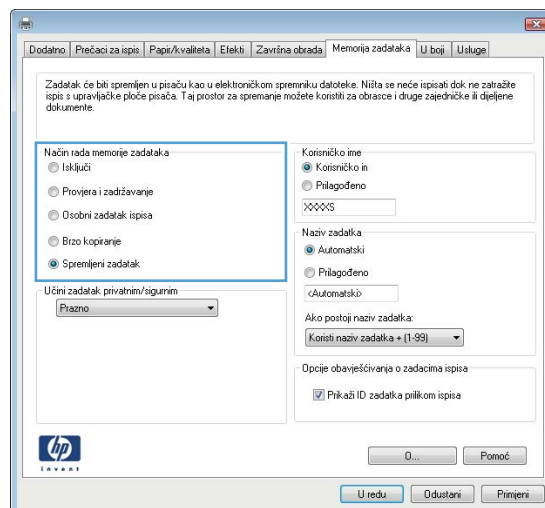 Dodatno Prečaci za ispis Papir/kvaliteta Efekti Završna obrada Memorija zadataka U boji Usluge
Zadatak će biti spremljen u pisaču kao u elektroničkom spremniku datoteke. Ništa se neće ispisati dok ne zatražite
ispis s upravljačke ploče pisača. Taj prostor za spremanje možete koristiti za obrasce i druge zajedničke ili dijeljene
dokumente.
Način rada memorije zadataka
Isključi
Provjera i zadržavanje
Osobni zadatak ispisa
Brzo kopiranje
Spremljeni zadatak
Učini zadatak privatnim/sigurnim
Prazno
Korisničko ime
Korisničko in
Prilagođeno
XXXXS
Naziv zadatka
Automatski
Prilagođeno
<Automatski>
Ako postoji naziv zadatka:
Koristi naziv zadatka + (1-99)
Opcije obavješćivanja o zadacima ispisa
Prikaži ID zadatka prilikom ispisa
hp
invent
O... Pomoć
U redu Odustani Primijeni